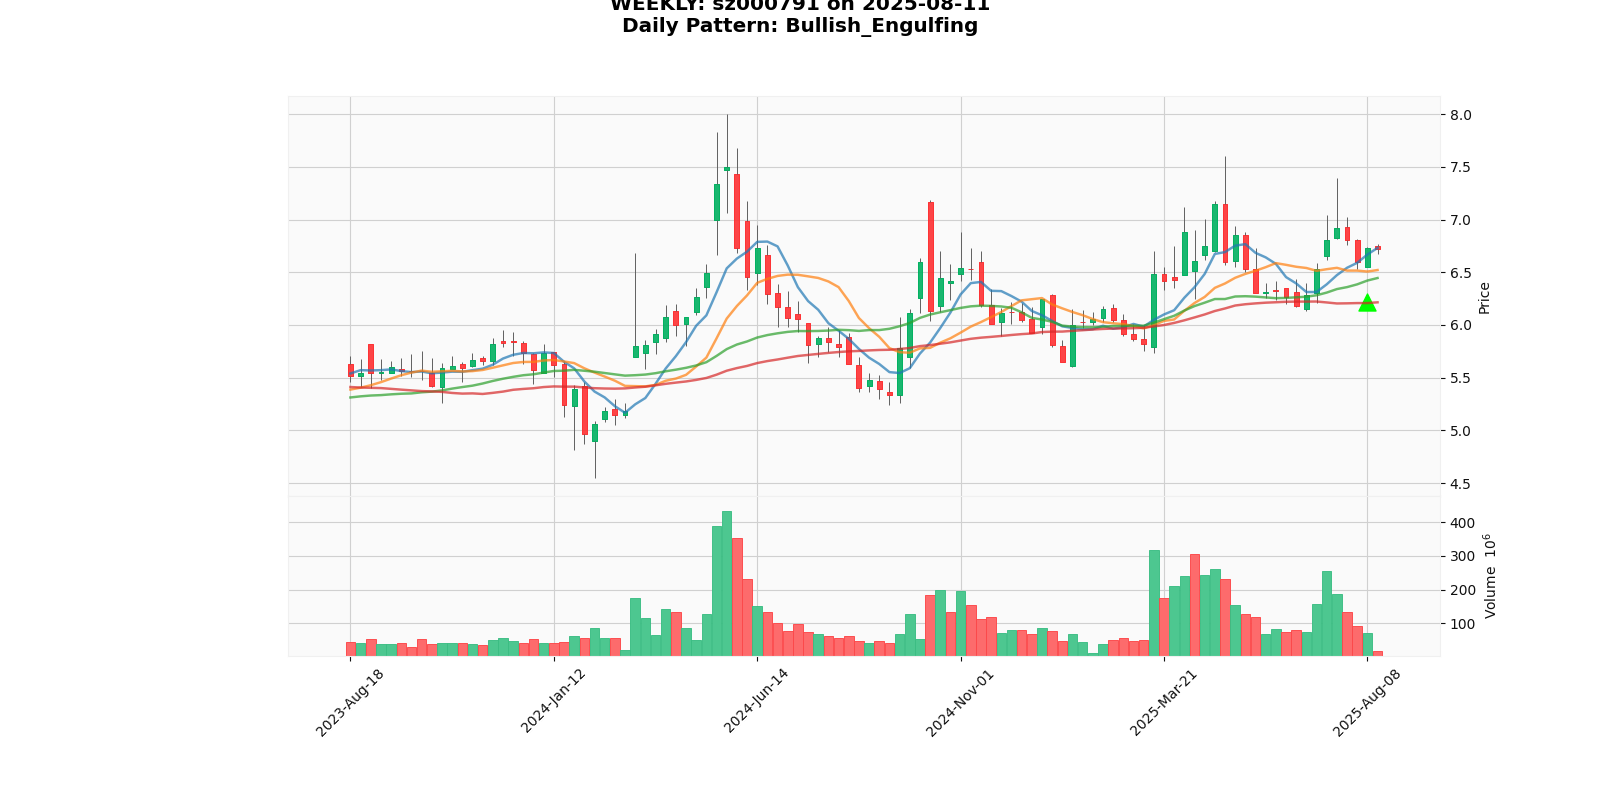 WEEKLY: sz000791 on 2025-08-11
Daily Pattern: Bullish_Engulfing
8.0
7.5
7.0
6.5
6.0
5.5
5.0
4.5
Price
400
300
200
100
Volume 10^6
2023-Aug-18
2024-Jan-12
2024-Jun-14
2024-Nov-01
2025-Mar-21
2025-Aug-08